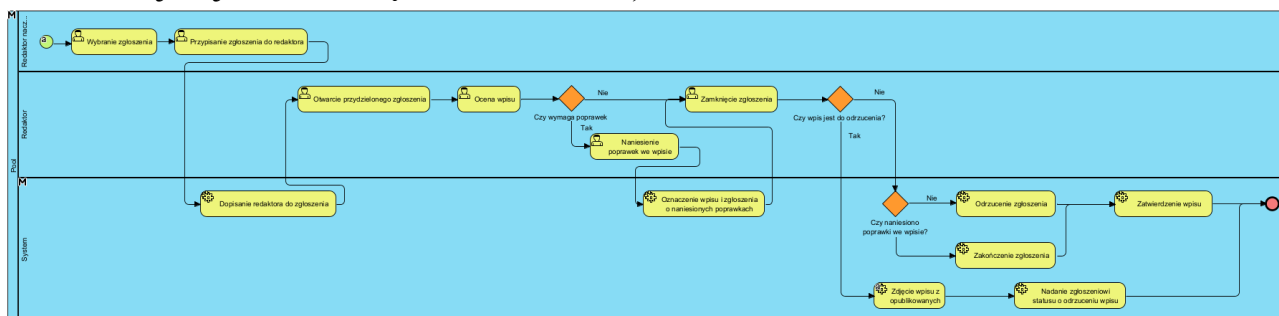 Redaktor nacz...
a
Wybranie zgłoszenia
Przypisanie zgłoszenia do redaktora
Pool
Redaktor
Otwarcie przydzielonego zgłoszenia
Ocena wpisu
Nie
Czy wymaga poprawek
Tak
Naniesienie
poprawek we wpisie
Zamknięcie zgłoszenia
Nie
Czy wpis jest do odrzucenia?
Tak
System
Dopisanie redaktora do zgłoszenia
Oznaczenie wpisu i zgłoszenia
o naniesionych poprawkach
Nie
Czy naniesiono
poprawki we wpisie?
Odrzucenie zgłoszenia
Zatwierdzenie wpisu
Zakończenie zgłoszenia
Zdjęcie wpisu z
opublikowanych
Nadanie zgłoszeniowi
statusu o odrzuceniu wpisu